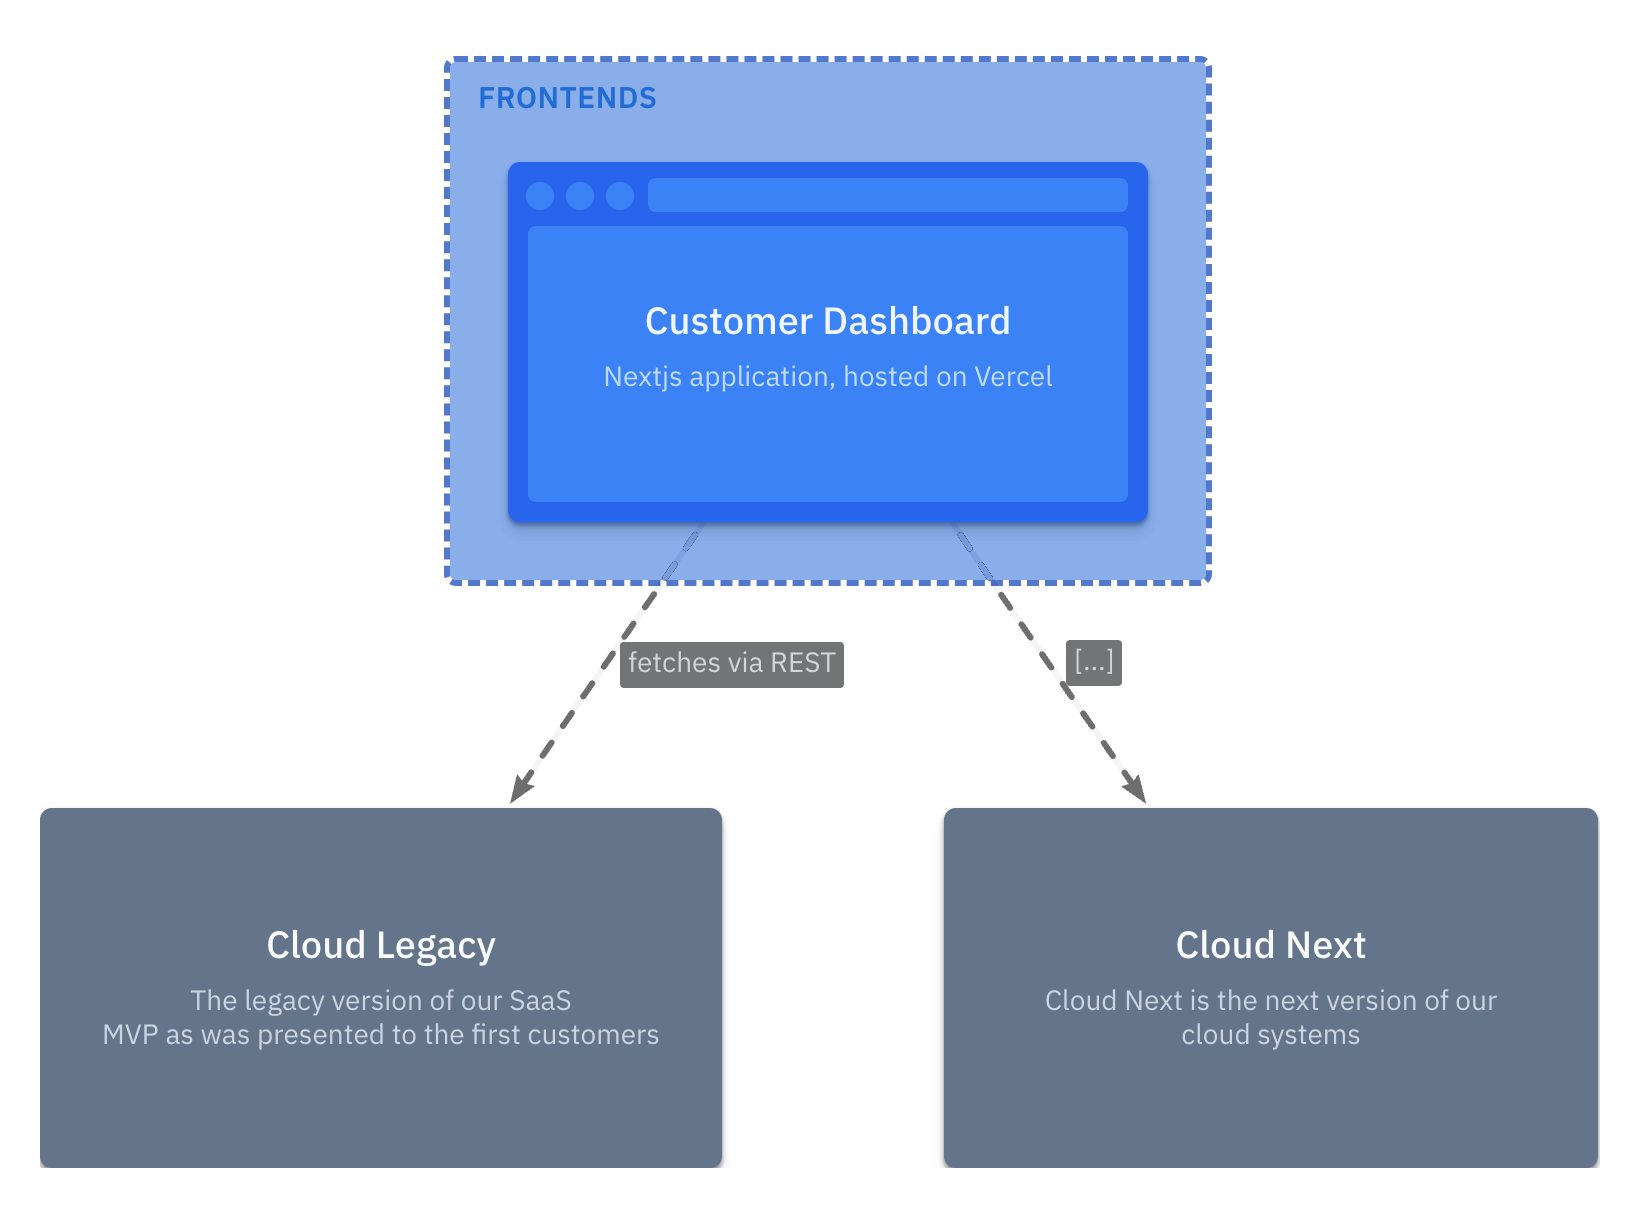 FRONTENDS
Customer Dashboard
Nextjs application, hosted on Vercel
fetches via REST
[...]
Cloud Legacy
The legacy version of our SaaS
MVP as was presented to the first customers
Cloud Next
Cloud Next is the next version of our
cloud systems